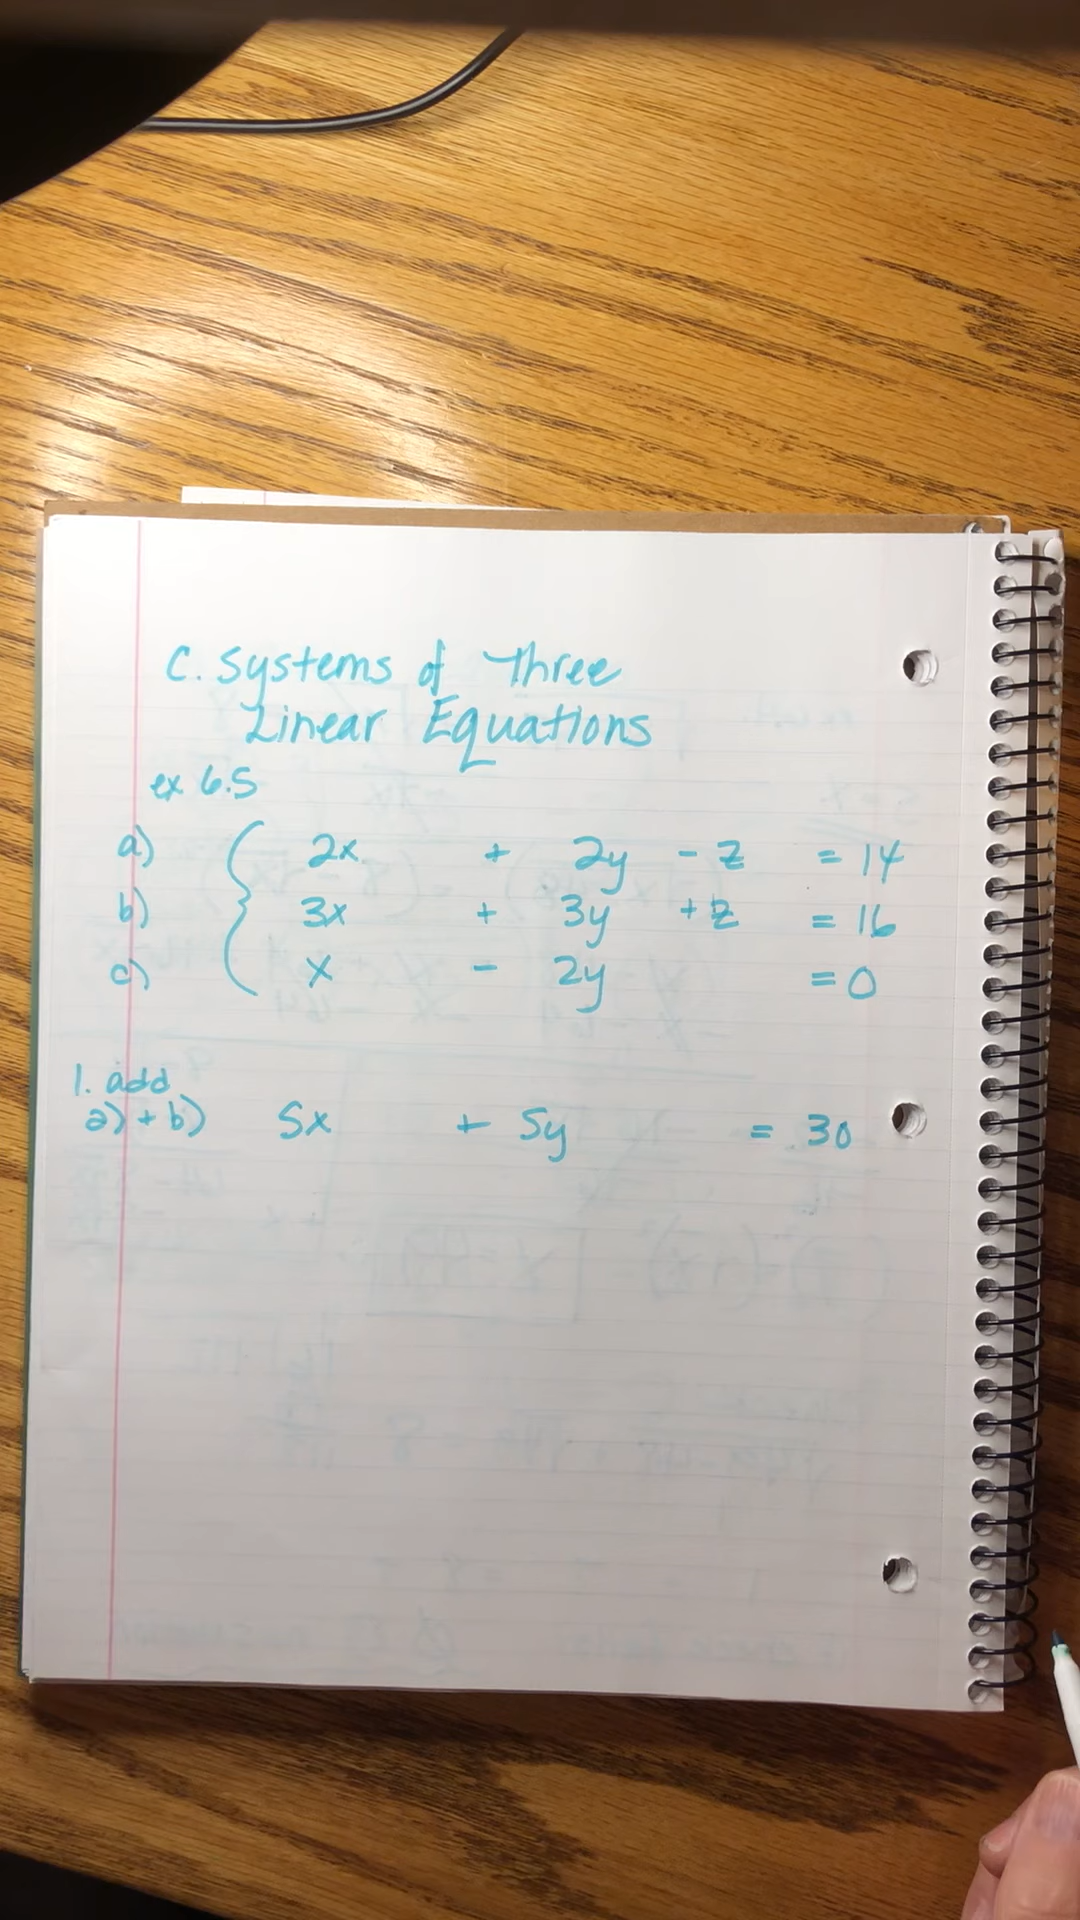 C. Systems of Three
Linear Equations
ex 6.5
a) { 2x + 2y - z = 14
b) 3x + 3y + z = 16
c) x - 2y = 0
1. add
a) + b) 5x + 5y = 30